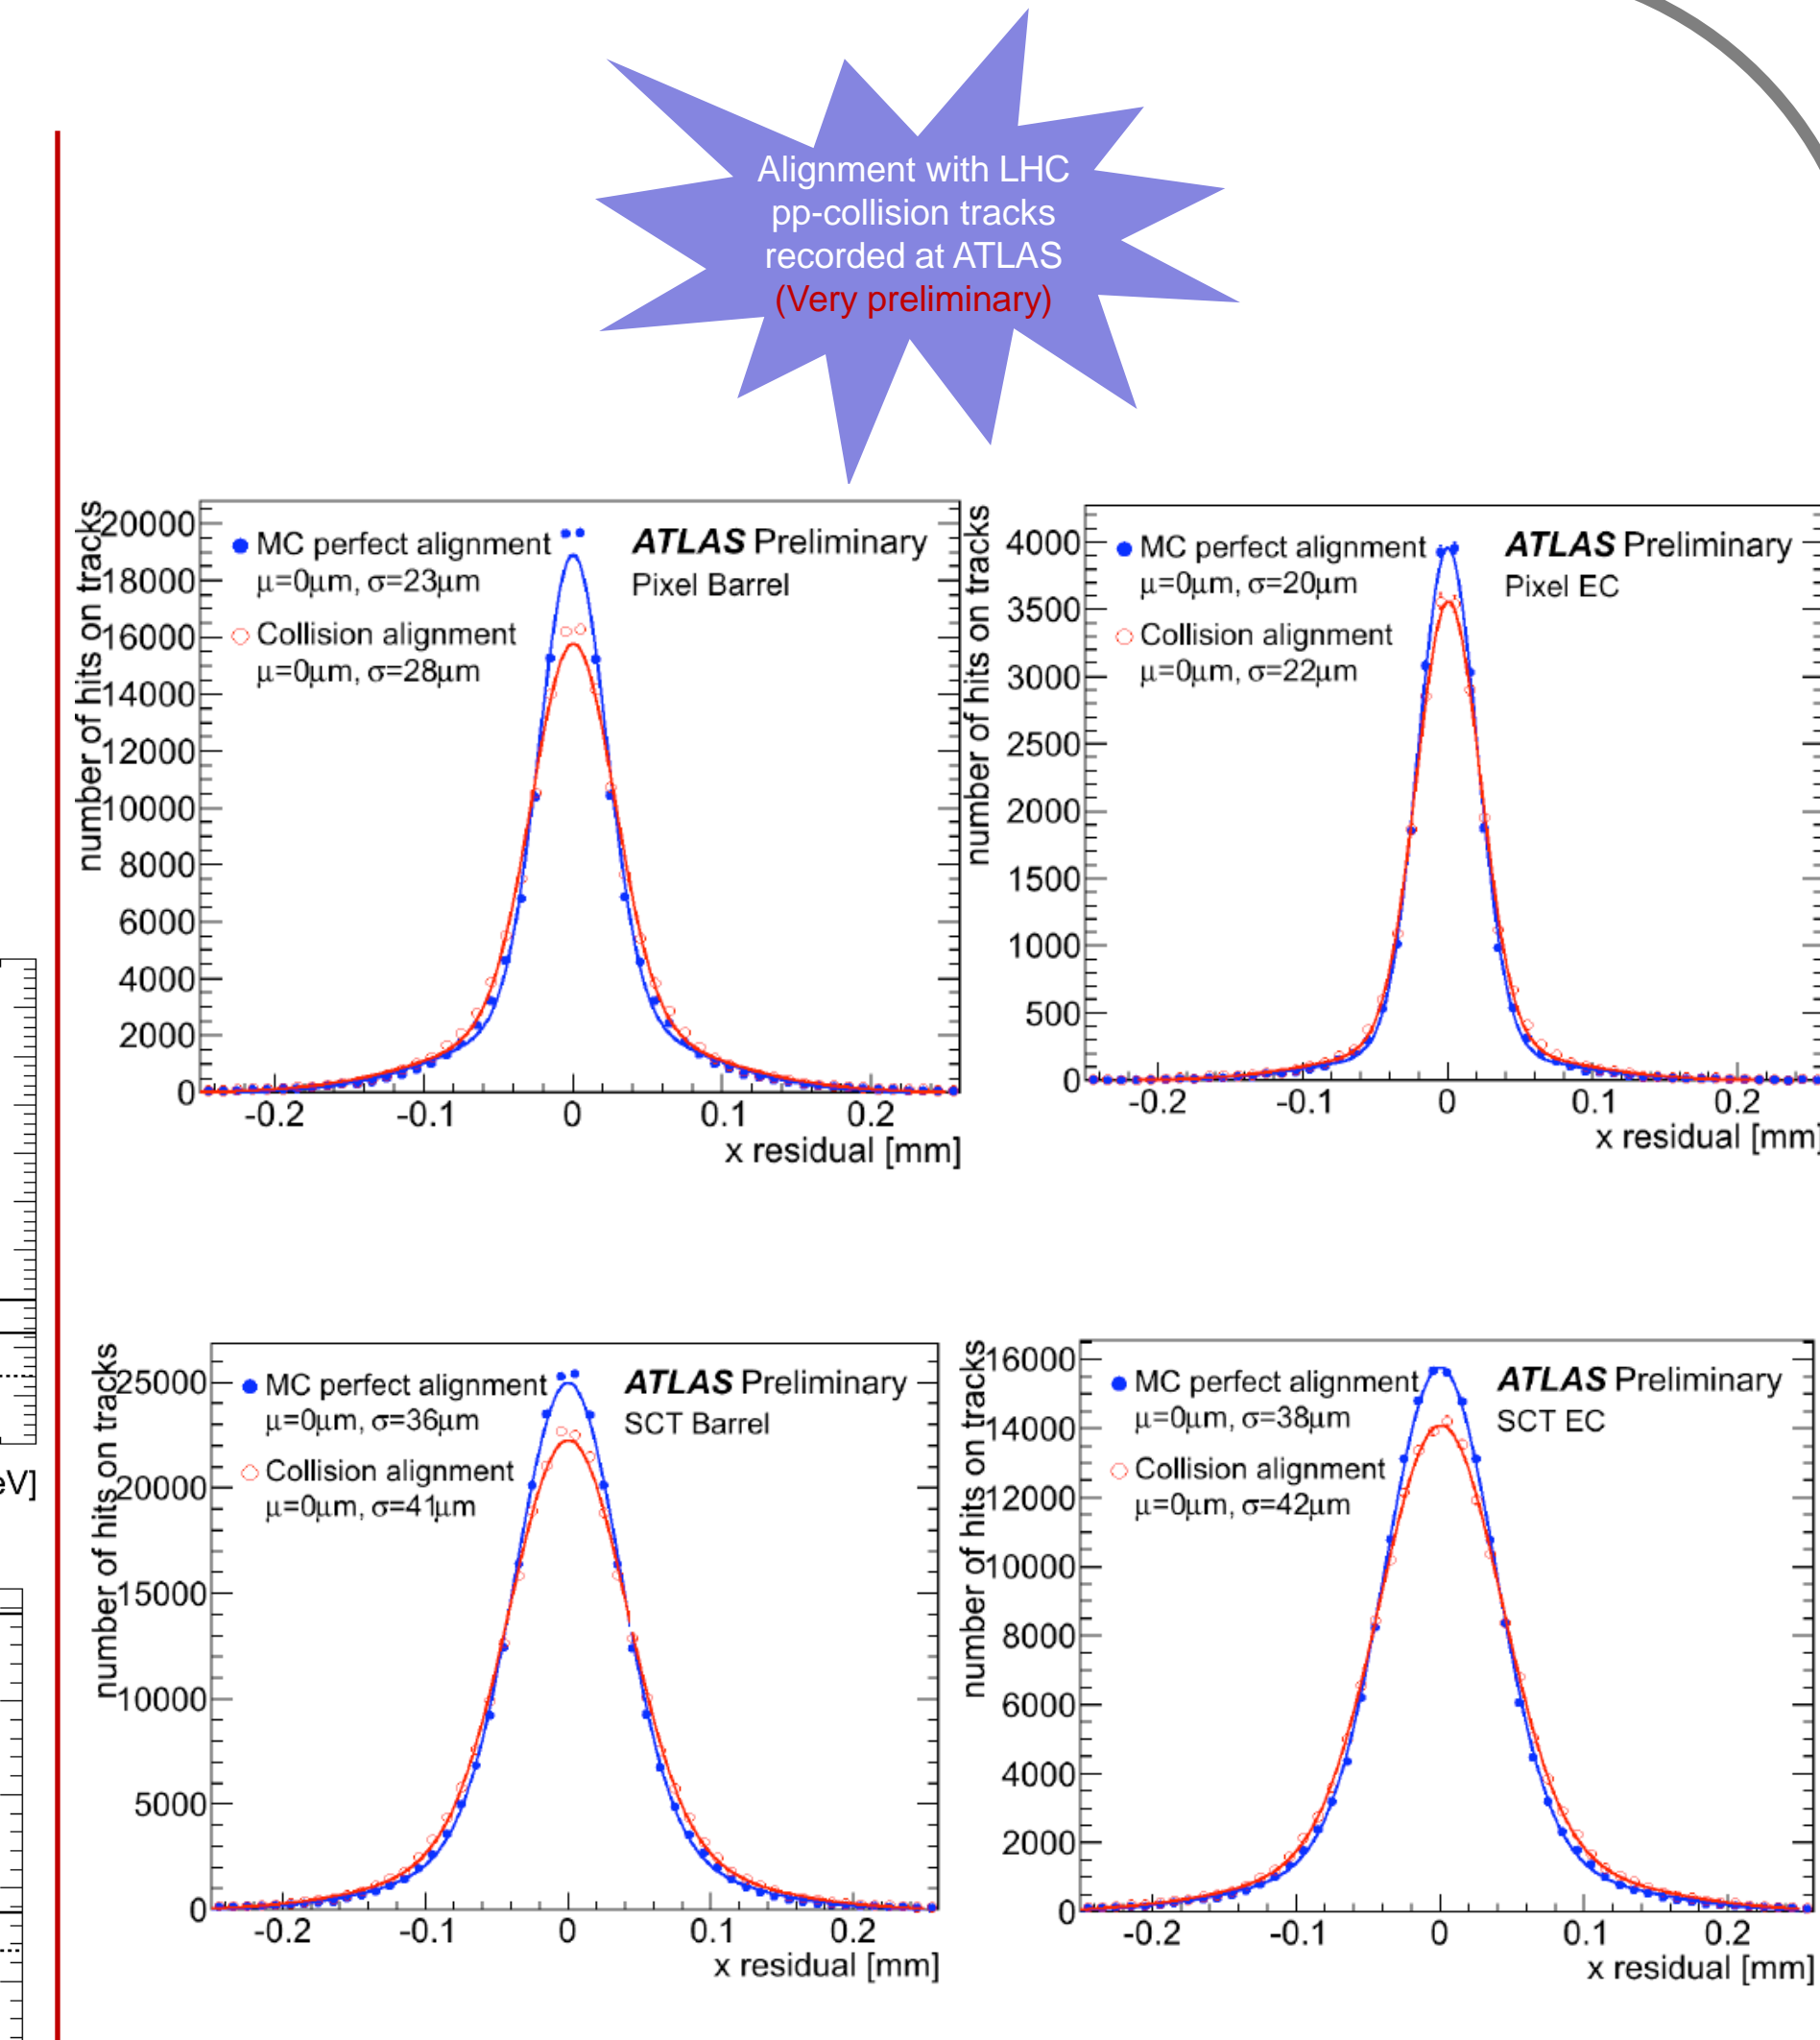 Alignment with LHC
pp-collision tracks
recorded at ATLAS
(Very preliminary)
number of hits on tracks
20000
18000
16000
14000
12000
10000
8000
6000
4000
2000
0
MC perfect alignment
μ=0μm, σ=23μm
Collision alignment
μ=0μm, σ=28μm
ATLAS Preliminary
Pixel Barrel
-0.2 -0.1 0 0.1 0.2
x residual [mm]
number of hits on tracks
4000
3500
3000
2500
2000
1500
1000
500
0
MC perfect alignment
μ=0μm, σ=20μm
Collision alignment
μ=0μm, σ=22μm
ATLAS Preliminary
Pixel EC
-0.2 -0.1 0 0.1 0.2
x residual [mm]
eV]
number of hits on tracks
25000
20000
15000
10000
5000
0
MC perfect alignment
μ=0μm, σ=36μm
Collision alignment
μ=0μm, σ=41μm
ATLAS Preliminary
SCT Barrel
-0.2 -0.1 0 0.1 0.2
x residual [mm]
number of hits on tracks
16000
14000
12000
10000
8000
6000
4000
2000
0
MC perfect alignment
μ=0μm, σ=38μm
Collision alignment
μ=0μm, σ=42μm
ATLAS Preliminary
SCT EC
-0.2 -0.1 0 0.1 0.2
x residual [mm]